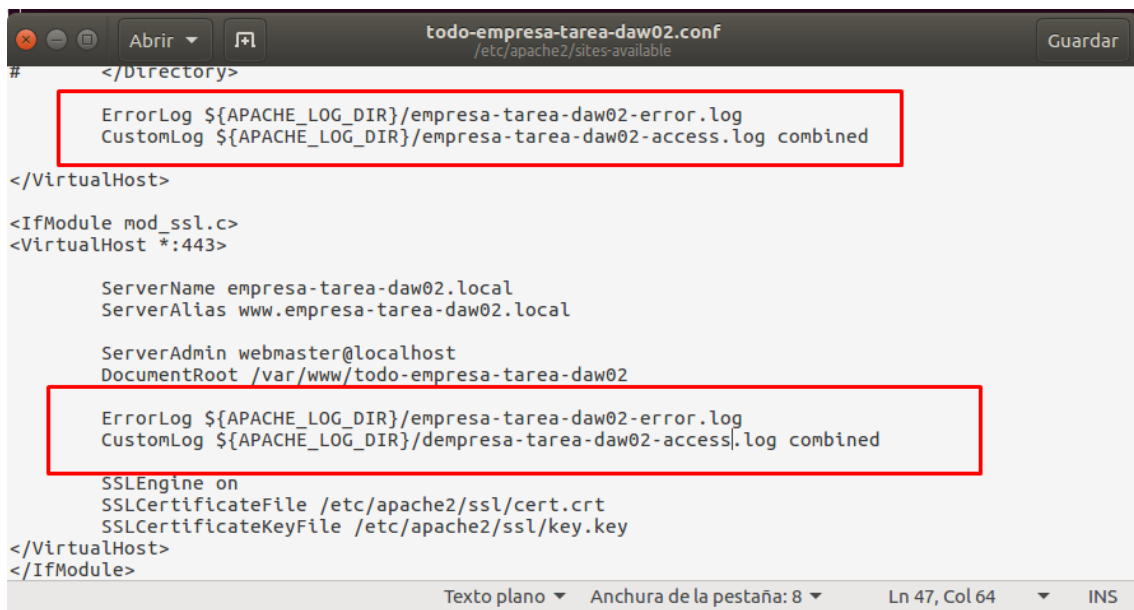 Abrir
todo-empresa-tarea-daw02.conf
/etc/apache2/sites-available
Guardar
# </Directory>
ErrorLog ${APACHE_LOG_DIR}/empresa-tarea-daw02-error.log
CustomLog ${APACHE_LOG_DIR}/empresa-tarea-daw02-access.log combined
</VirtualHost>
<IfModule mod_ssl.c>
<VirtualHost *:443>
ServerName empresa-tarea-daw02.local
ServerAlias www.empresa-tarea-daw02.local
ServerAdmin webmaster@localhost
DocumentRoot /var/www/todo-empresa-tarea-daw02
ErrorLog ${APACHE_LOG_DIR}/empresa-tarea-daw02-error.log
CustomLog ${APACHE_LOG_DIR}/dempresa-tarea-daw02-access.log combined
SSLEngine on
SSLCertificateFile /etc/apache2/ssl/cert.crt
SSLCertificateKeyFile /etc/apache2/ssl/key.key
</VirtualHost>
</IfModule>
Texto plano Anchura de la pestaña: 8 Ln 47, Col 64 INS